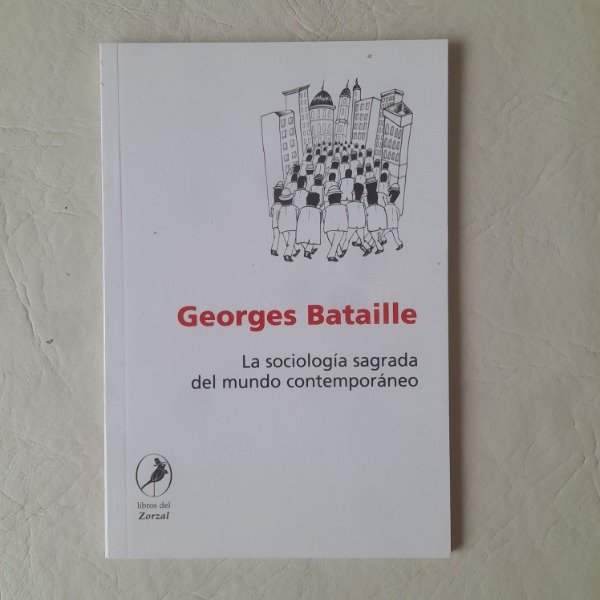 Georges Bataille
La sociología sagrada
del mundo contemporáneo
libros del
Zorzal